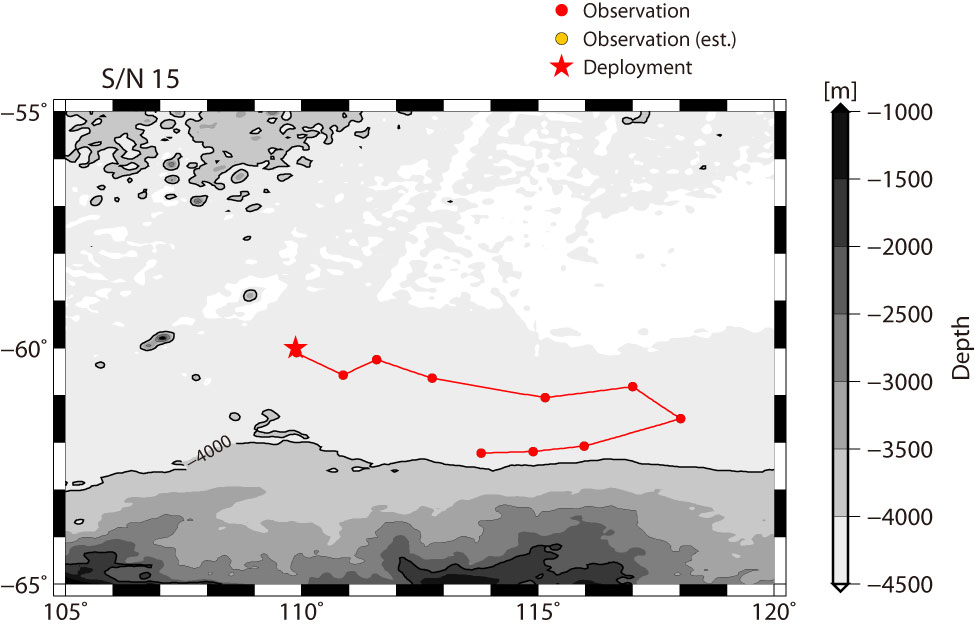 Observation
Observation (est.)
Deployment
S/N 15
[m]
−55˚
−60˚
−65˚
−4000
105˚
110˚
115˚
120˚
−1000
−1500
−2000
−2500
−3000
−3500
−4000
−4500
Depth